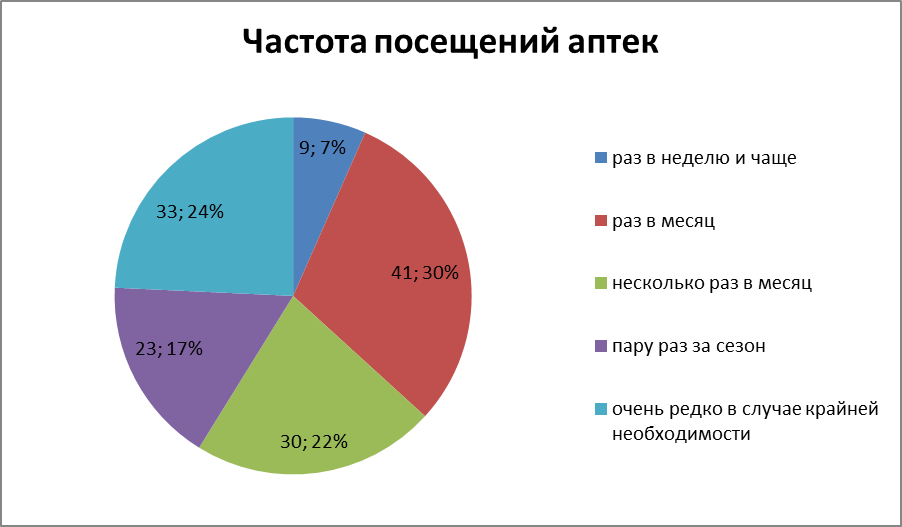 Частота посещений аптек
9; 7%
41; 30%
30; 22%
23; 17%
33; 24%
раз в неделю и чаще
раз в месяц
несколько раз в месяц
пару раз за сезон
очень редко в случае крайней
необходимости